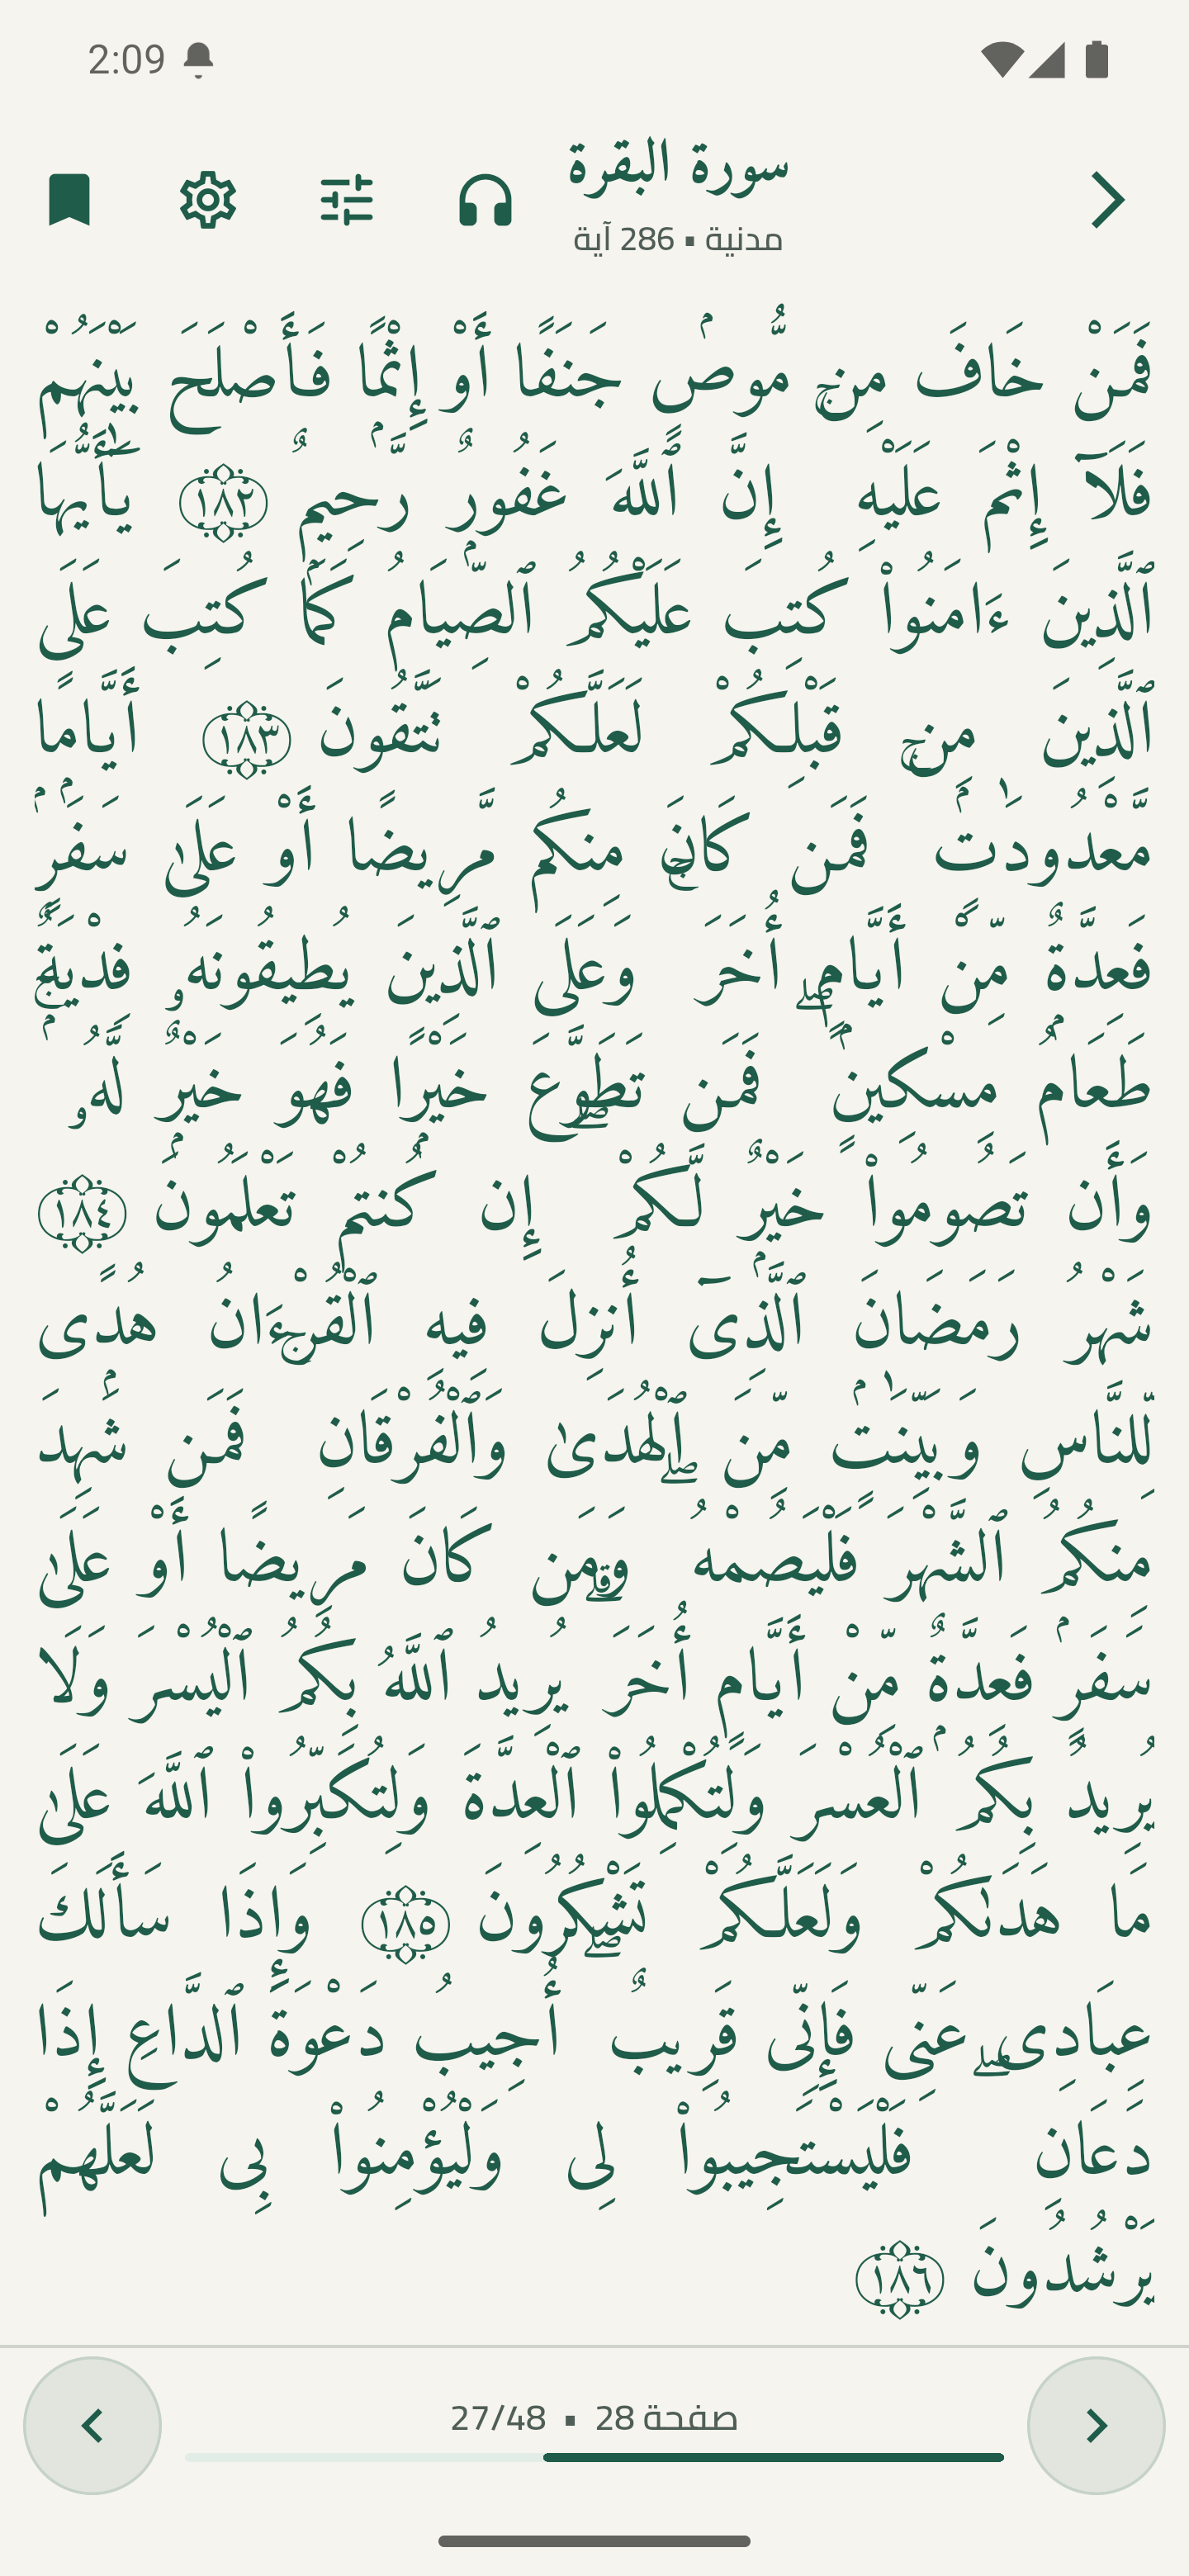 2:09
سورة البقرة
مدنية • 286 آية
فَمَنْ خَافَ مِن مُّوصٍ جَنَفًا أَوْ إِثْمًا فَأَصْلَحَ بَيْنَهُمْ
فَلَآ إِثْمَ عَلَيْهِ إِنَّ ٱللَّهَ غَفُورٌ رَّحِيمٌ ١٨٢ يَـٰٓأَيُّهَا
ٱلَّذِينَ ءَامَنُوا۟ كُتِبَ عَلَيْكُمُ ٱلصِّيَامُ كَمَا كُتِبَ عَلَى
ٱلَّذِينَ مِن قَبْلِكُمْ لَعَلَّكُمْ تَتَّقُونَ ١٨٣ أَيَّامًا
مَّعْدُودَٰتٍ ۚ فَمَن كَانَ مِنكُم مَّرِيضًا أَوْ عَلَىٰ سَفَرٍ
فَعِدَّةٌ مِّنْ أَيَّامٍ أُخَرَ ۚ وَعَلَى ٱلَّذِينَ يُطِيقُونَهُۥ فِدْيَةٌ
طَعَامُ مِسْكِينٍ ۖ فَمَن تَطَوَّعَ خَيْرًا فَهُوَ خَيْرٌ لَّهُۥ ۚ
وَأَن تَصُومُوا۟ خَيْرٌ لَّكُمْ ۖ إِن كُنتُمْ تَعْلَمُونَ ١٨٤
شَهْرُ رَمَضَانَ ٱلَّذِىٓ أُنزِلَ فِيهِ ٱلْقُرْءَانُ هُدًى
لِّلنَّاسِ وَبَيِّنَـٰتٍ مِّنَ ٱلْهُدَىٰ وَٱلْفُرْقَانِ ۚ فَمَن شَهِدَ
مِنكُمُ ٱلشَّهْرَ فَلْيَصُمْهُ ۖ وَمَن كَانَ مَرِيضًا أَوْ عَلَىٰ
سَفَرٍ فَعِدَّةٌ مِّنْ أَيَّامٍ أُخَرَ ۗ يُرِيدُ ٱللَّهُ بِكُمُ ٱلْيُسْرَ وَلَا
يُرِيدُ بِكُمُ ٱلْعُسْرَ وَلِتُكْمِلُوا۟ ٱلْعِدَّةَ وَلِتُكَبِّرُوا۟ ٱللَّهَ عَلَىٰ
مَا هَدَىٰكُمْ وَلَعَلَّكُمْ تَشْكُرُونَ ١٨٥ وَإِذَا سَأَلَكَ
عِبَادِى عَنِّى فَإِنِّى قَرِيبٌ ۖ أُجِيبُ دَعْوَةَ ٱلدَّاعِ إِذَا
دَعَانِ ۖ فَلْيَسْتَجِيبُوا۟ لِى وَلْيُؤْمِنُوا۟ بِى لَعَلَّهُمْ
يَرْشُدُونَ ١٨٦
صفحة 28 • 27/48